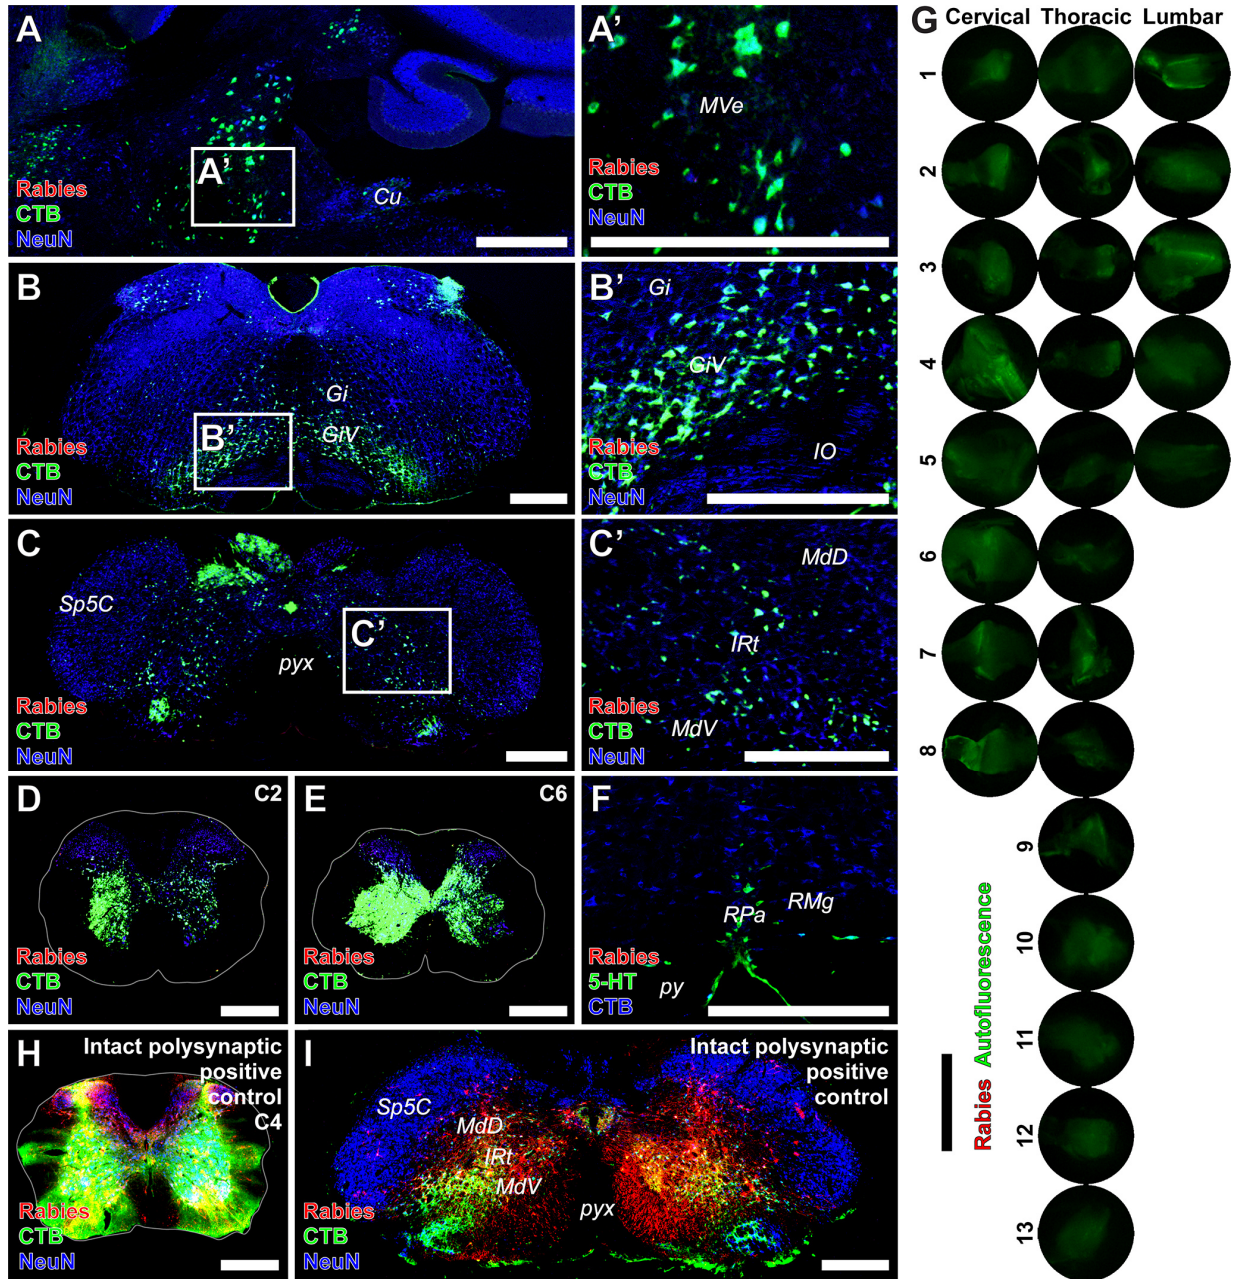 A
A'
Cu
Rabies
CTB
NeuN
A'
MVe
Rabies
CTB
NeuN
B
Gi
GiV
B'
Rabies
CTB
NeuN
B'
Gi
GiV
IO
Rabies
CTB
NeuN
C
Sp5C
C'
pyx
Rabies
CTB
NeuN
C'
MdD
IRt
MdV
Rabies
CTB
NeuN
D
C2
Rabies
CTB
NeuN
E
C6
Rabies
CTB
NeuN
F
RPa
RMg
py
Rabies
5-HT
CTB
G
Cervical Thoracic Lumbar
1
2
3
4
5
6
7
8
9
10
11
12
13
Rabies Autofluorescence
H
Intact polysynaptic
positive
control
C4
Rabies
CTB
NeuN
I
Intact polysynaptic
positive
control
Sp5C
MdD
IRt
MdV
pyx
Rabies
CTB
NeuN